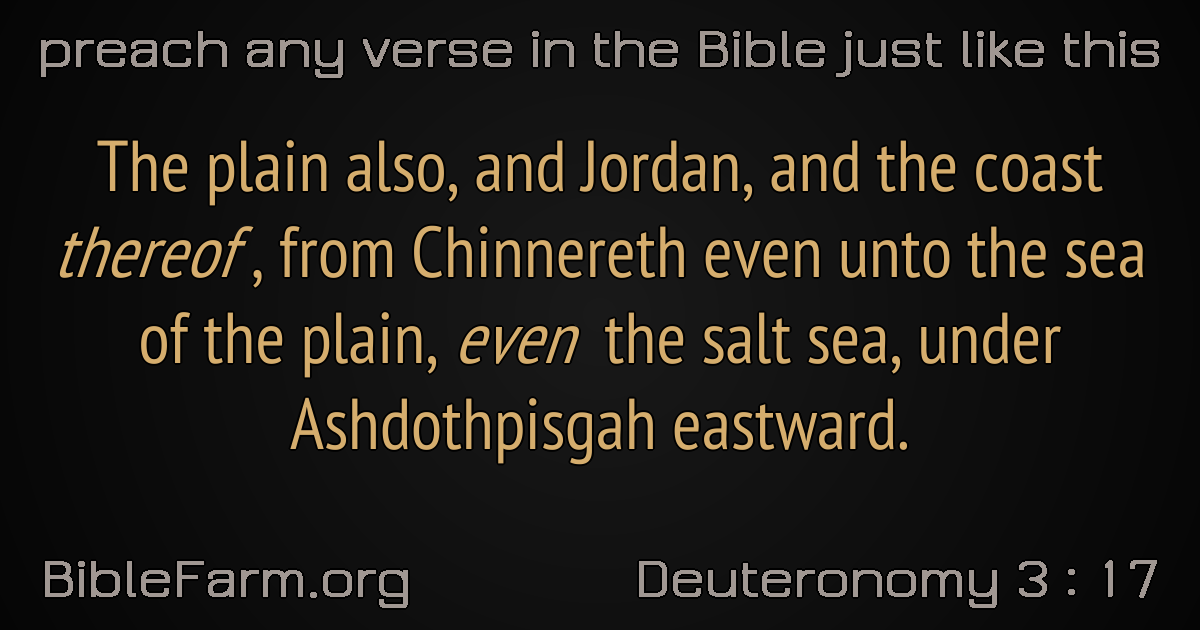 preach any verse in the Bible just like this
The plain also, and Jordan, and the coast
thereof , from Chinnereth even unto the sea
of the plain, even the salt sea, under
Ashdothpisgah eastward.
BibleFarm.org
Deuteronomy 3 : 17